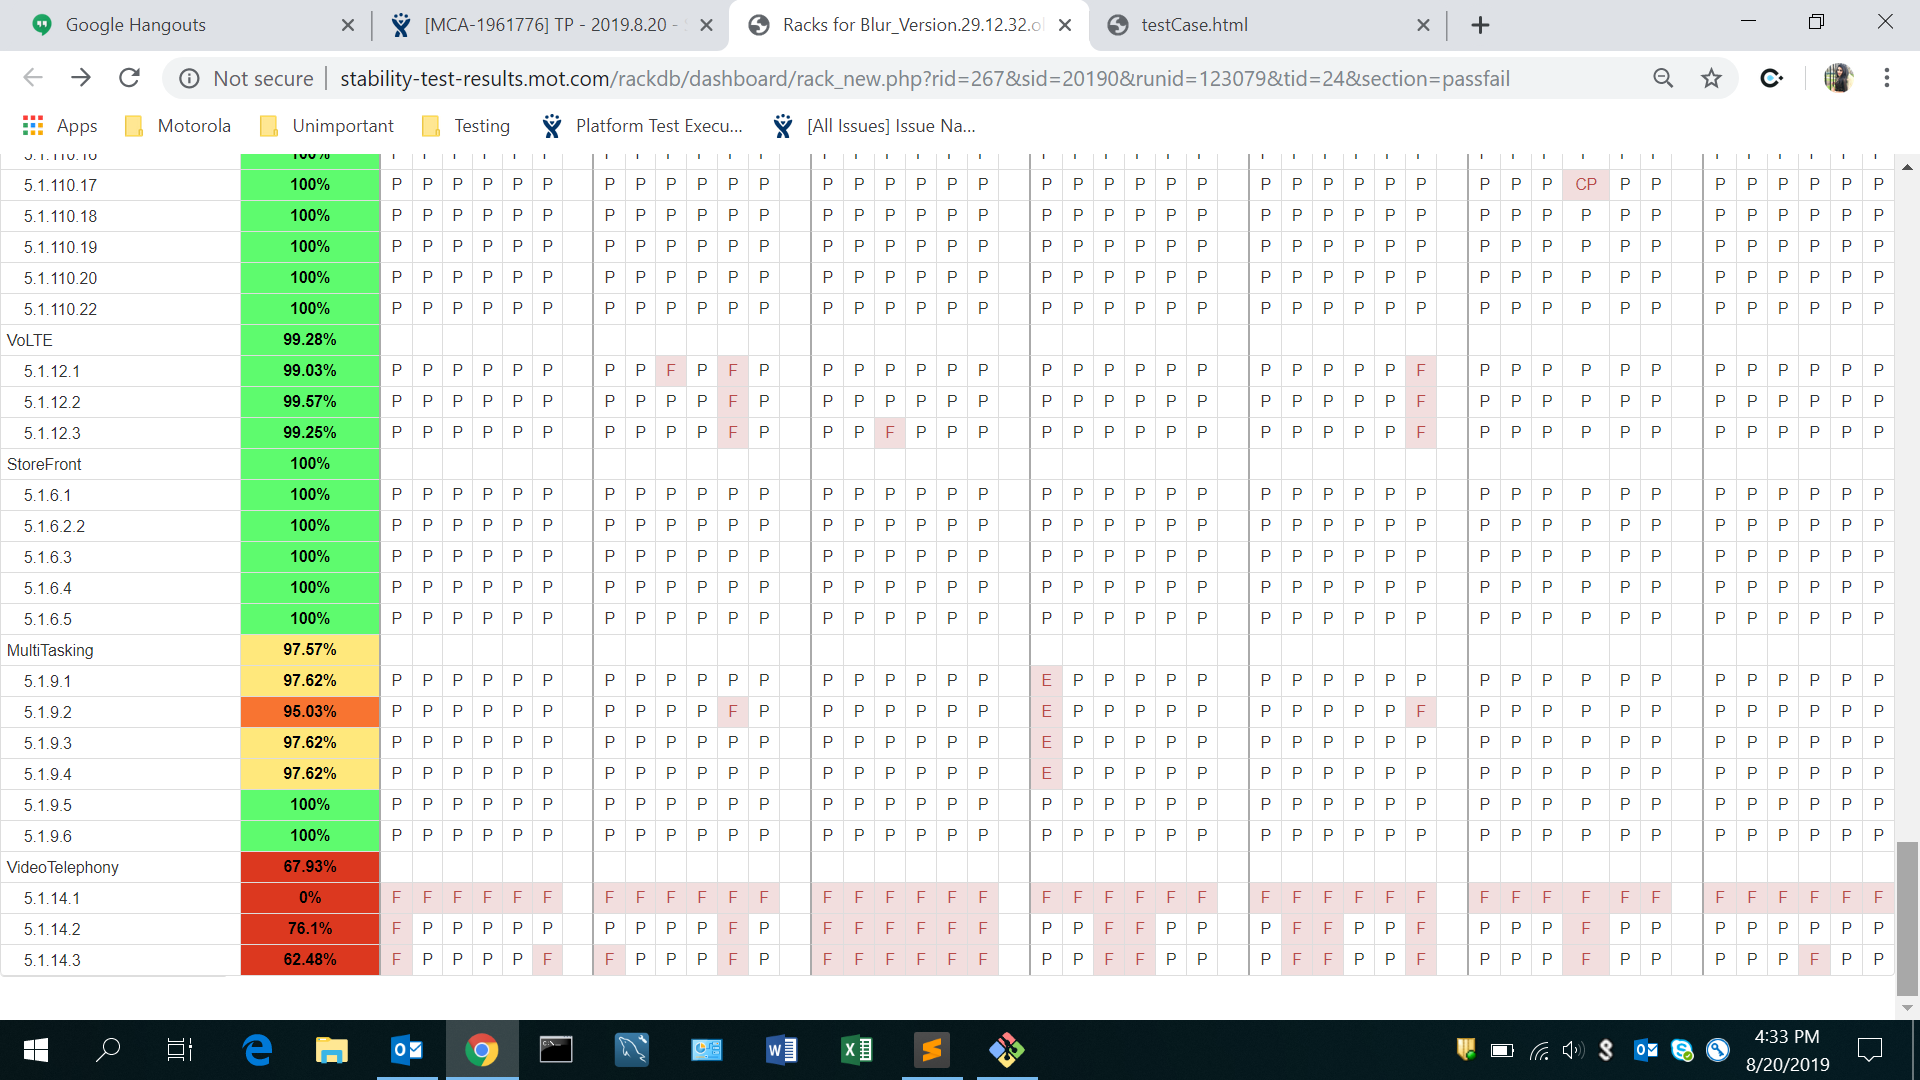 Google Hangouts
[MCA-1961776] TP - 2019.8.20 -
Racks for Blur_Version.29.12.32.ol
testCase.html
Not secure
stability-test-results.mot.com/rackdb/dashboard/rack_new.php?rid=267&sid=20190&runid=123079&tid=24&section=passfail
Apps Motorola Unimportant Testing Platform Test Execu... [All Issues] Issue Na...
5.1.110.16 100%
5.1.110.17 100% P P P P P P P P P P P P P P P P P P P P P P P P P P P P P P P P P CP P P P P P P P P
5.1.110.18 100% P P P P P P P P P P P P P P P P P P P P P P P P P P P P P P P P P P P P P P P P P P
5.1.110.19 100% P P P P P P P P P P P P P P P P P P P P P P P P P P P P P P P P P P P P P P P P P P
5.1.110.20 100% P P P P P P P P P P P P P P P P P P P P P P P P P P P P P P P P P P P P P P P P P P
5.1.110.22 100% P P P P P P P P P P P P P P P P P P P P P P P P P P P P P P P P P P P P P P P P P P
VoLTE 99.28%
5.1.12.1 99.03% P P P P P P P P F P F P P P P P P P P P P P P P P P P P P F P P P P P P P P P P P P
5.1.12.2 99.57% P P P P P P P P P P F P P P P P P P P P P P P P P P P P P F P P P P P P P P P P P P
5.1.12.3 99.25% P P P P P P P P P P F P P P F P P P P P P P P P P P P P P F P P P P P P P P P P P P
StoreFront 100%
5.1.6.1 100% P P P P P P P P P P P P P P P P P P P P P P P P P P P P P P P P P P P P P P P P P P
5.1.6.2.2 100% P P P P P P P P P P P P P P P P P P P P P P P P P P P P P P P P P P P P P P P P P P
5.1.6.3 100% P P P P P P P P P P P P P P P P P P P P P P P P P P P P P P P P P P P P P P P P P P
5.1.6.4 100% P P P P P P P P P P P P P P P P P P P P P P P P P P P P P P P P P P P P P P P P P P
5.1.6.5 100% P P P P P P P P P P P P P P P P P P P P P P P P P P P P P P P P P P P P P P P P P P
MultiTasking 97.57%
5.1.9.1 97.62% P P P P P P P P P P P P P P P P P P E P P P P P P P P P P P P P P P P P P P P P P P
5.1.9.2 95.03% P P P P P P P P P P F P P P P P P P E P P P P P P P P P P F P P P P P P P P P P P P
5.1.9.3 97.62% P P P P P P P P P P P P P P P P P P E P P P P P P P P P P P P P P P P P P P P P P P
5.1.9.4 97.62% P P P P P P P P P P P P P P P P P P E P P P P P P P P P P P P P P P P P P P P P P P
5.1.9.5 100% P P P P P P P P P P P P P P P P P P P P P P P P P P P P P P P P P P P P P P P P P P
5.1.9.6 100% P P P P P P P P P P P P P P P P P P P P P P P P P P P P P P P P P P P P P P P P P P
VideoTelephony 67.93%
5.1.14.1 0% F F F F F F F F F F F F F F F F F F F F F F F F F F F F F F F F F F F F F F F F F F
5.1.14.2 76.1% F P P P P P P P P P F P F F F F F F P P F F P P P F F P P F P P P F P P P P P P P P
5.1.14.3 62.48% F P P P P F F P P P F P F F F F F F P P F F P P P F F P P F P P P F P P P P P F P P
4:33 PM
8/20/2019